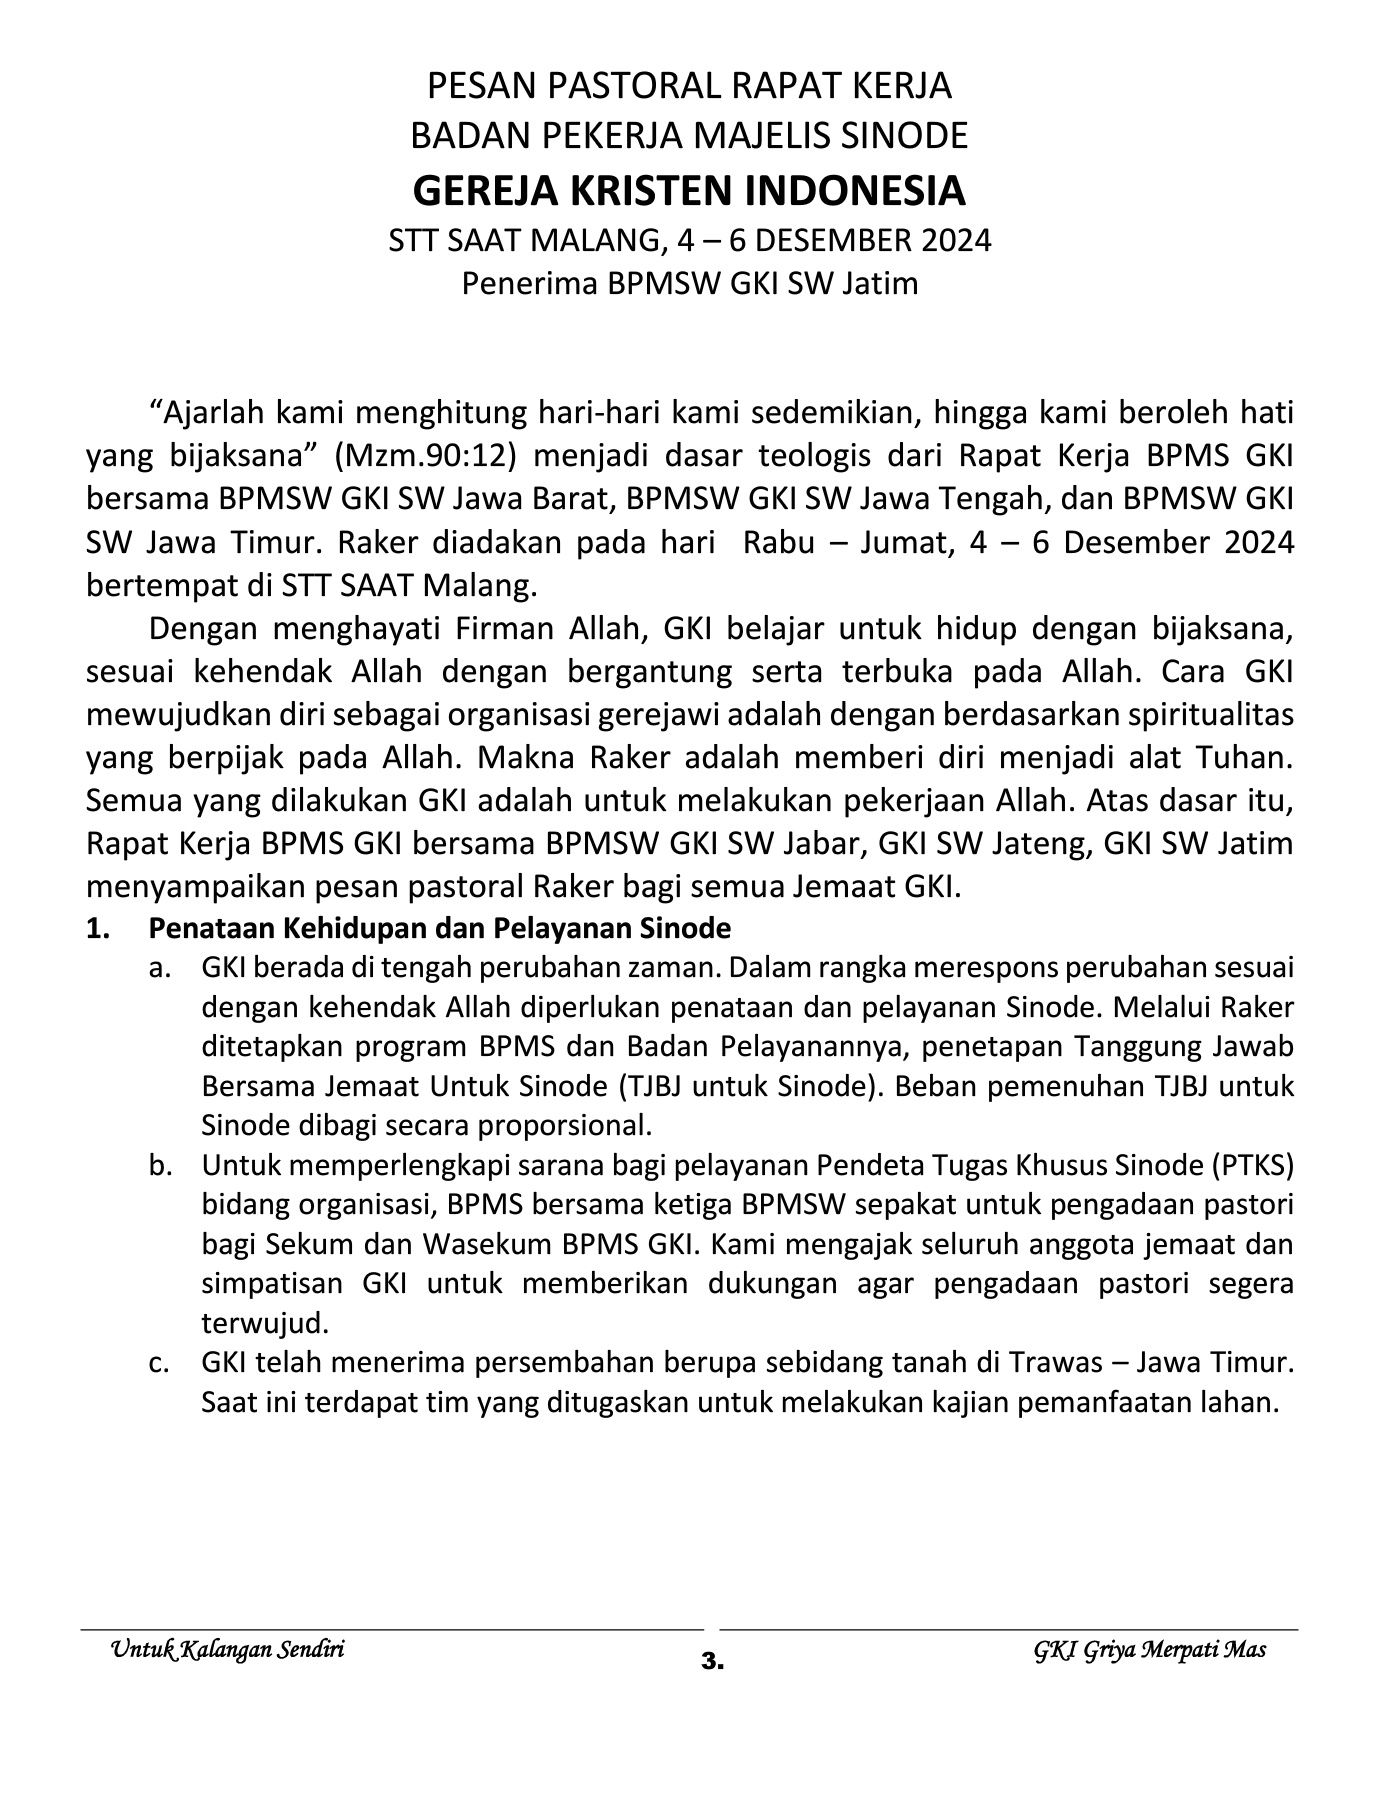 PESAN PASTORAL RAPAT KERJA
BADAN PEKERJA MAJELIS SINODE
GEREJA KRISTEN INDONESIA
STT SAAT MALANG, 4 – 6 DESEMBER 2024
Penerima BPMSW GKI SW Jatim
“Ajarlah kami menghitung hari-hari kami sedemikian, hingga kami beroleh hati
yang bijaksana” (Mzm.90:12) menjadi dasar teologis dari Rapat Kerja BPMS GKI
bersama BPMSW GKI SW Jawa Barat, BPMSW GKI SW Jawa Tengah, dan BPMSW GKI
SW Jawa Timur. Raker diadakan pada hari  Rabu – Jumat, 4 – 6 Desember 2024
bertempat di STT SAAT Malang.
Dengan menghayati Firman Allah, GKI belajar untuk hidup dengan bijaksana,
sesuai kehendak Allah dengan bergantung serta terbuka pada Allah. Cara GKI
mewujudkan diri sebagai organisasi gerejawi adalah dengan berdasarkan spiritualitas
yang berpijak pada Allah. Makna Raker adalah memberi diri menjadi alat Tuhan.
Semua yang dilakukan GKI adalah untuk melakukan pekerjaan Allah. Atas dasar itu,
Rapat Kerja BPMS GKI bersama BPMSW GKI SW Jabar, GKI SW Jateng, GKI SW Jatim
menyampaikan pesan pastoral Raker bagi semua Jemaat GKI.
1. Penataan Kehidupan dan Pelayanan Sinode
a. GKI berada di tengah perubahan zaman. Dalam rangka merespons perubahan sesuai
dengan kehendak Allah diperlukan penataan dan pelayanan Sinode. Melalui Raker
ditetapkan program BPMS dan Badan Pelayanannya, penetapan Tanggung Jawab
Bersama Jemaat Untuk Sinode (TJBJ untuk Sinode). Beban pemenuhan TJBJ untuk
Sinode dibagi secara proporsional.
b. Untuk memperlengkapi sarana bagi pelayanan Pendeta Tugas Khusus Sinode (PTKS)
bidang organisasi, BPMS bersama ketiga BPMSW sepakat untuk pengadaan pastori
bagi Sekum dan Wasekum BPMS GKI. Kami mengajak seluruh anggota jemaat dan
simpatisan GKI untuk memberikan dukungan agar pengadaan pastori segera
terwujud.
c. GKI telah menerima persembahan berupa sebidang tanah di Trawas – Jawa Timur.
Saat ini terdapat tim yang ditugaskan untuk melakukan kajian pemanfaatan lahan.
Untuk Kalangan Sendiri
3.
GKI Griya Merpati Mas